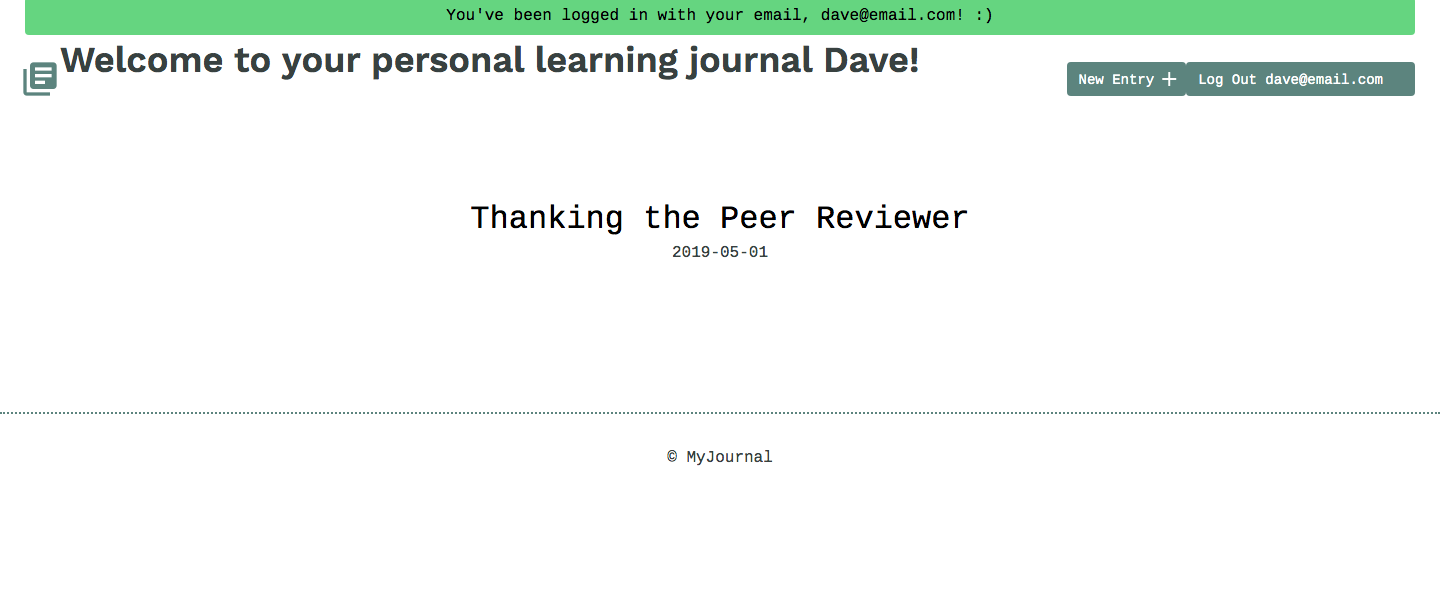 You've been logged in with your email, dave@email.com! :)
Welcome to your personal learning journal Dave!
New Entry
Log Out dave@email.com
Thanking the Peer Reviewer
2019-05-01
© MyJournal